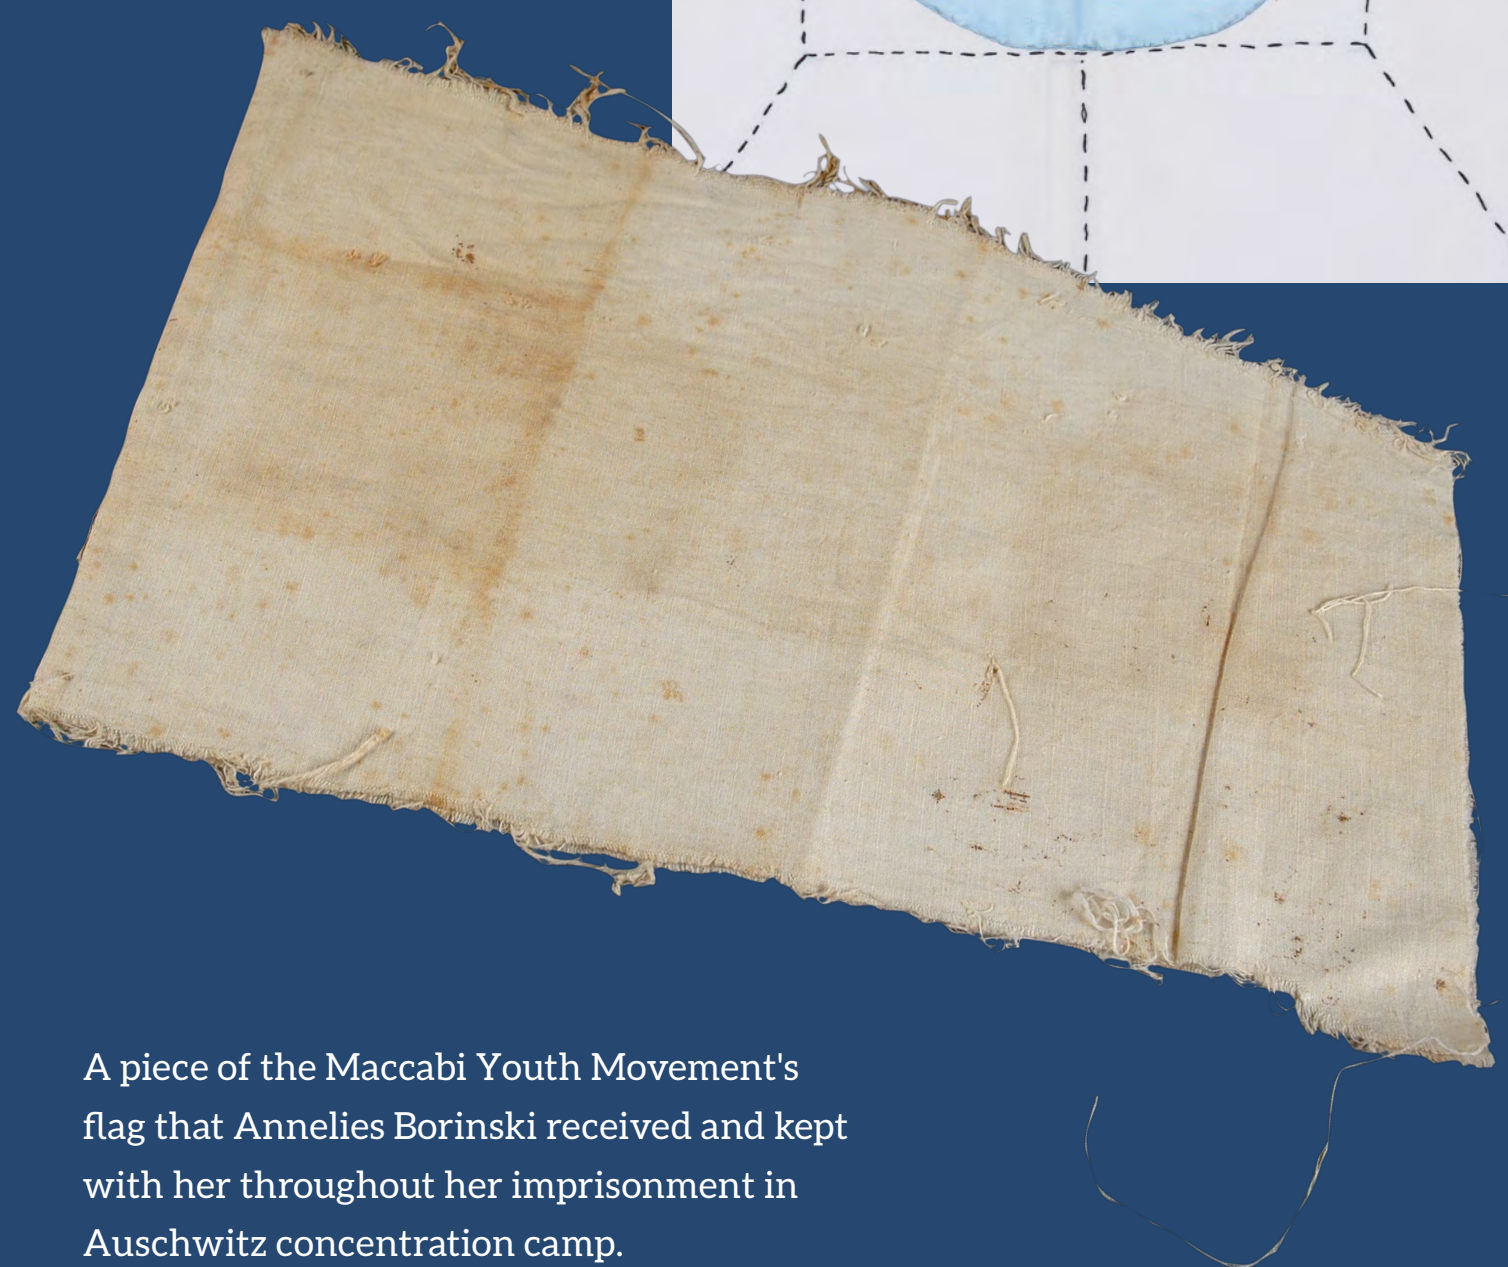 A piece of the Maccabi Youth Movement's
flag that Annelies Borinski received and kept
with her throughout her imprisonment in
Auschwitz concentration camp.